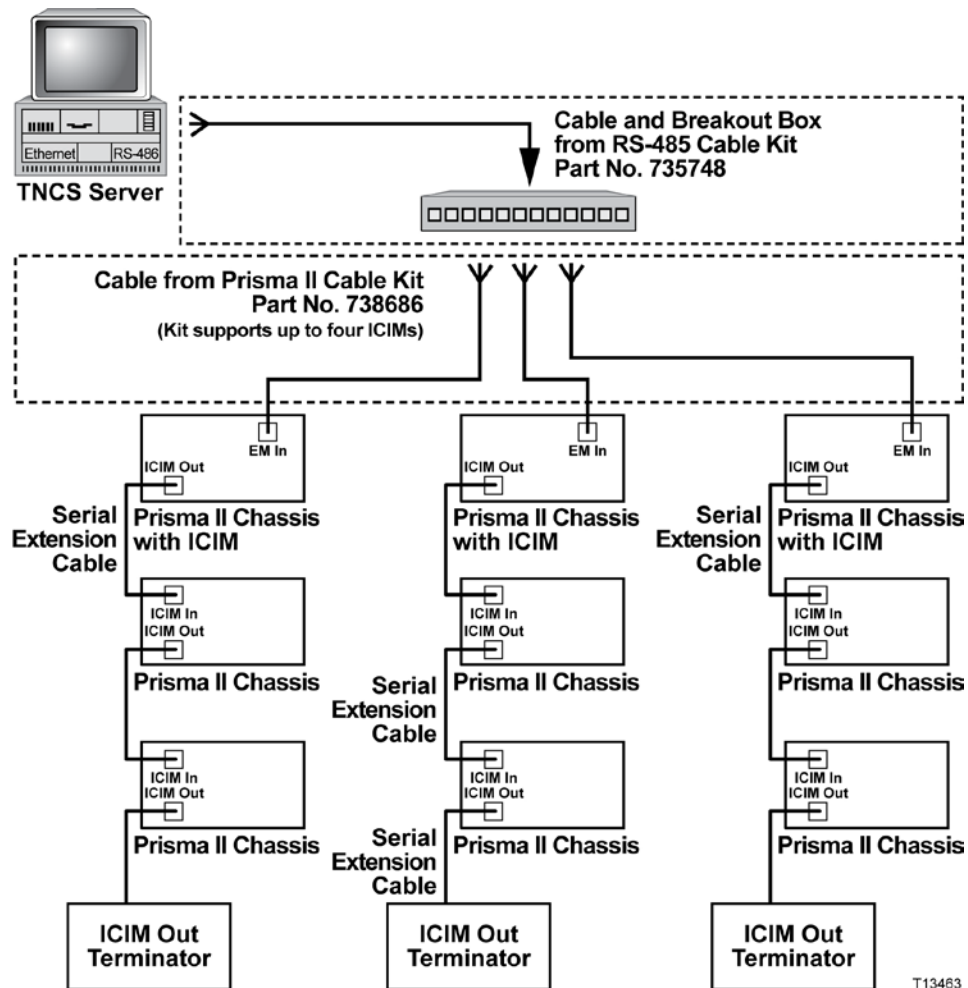 Ethernet
RS-486
TNCS Server
Cable and Breakout Box
from RS-485 Cable Kit
Part No. 735748
Cable from Prisma II Cable Kit
Part No. 738686
(Kit supports up to four ICIMs)
EM In
ICIM Out
Serial
Extension
Cable
Prisma II Chassis
with ICIM
ICIM In
ICIM Out
Prisma II Chassis
ICIM In
ICIM Out
Prisma II Chassis
ICIM Out
Terminator
EM In
ICIM Out
Prisma II Chassis
with ICIM
ICIM In
ICIM Out
Prisma II Chassis
Serial
Extension
Cable
ICIM In
ICIM Out
Prisma II Chassis
Serial
Extension
Cable
ICIM Out
Terminator
EM In
ICIM Out
Serial
Extension
Cable
Prisma II Chassis
with ICIM
ICIM In
ICIM Out
Prisma II Chassis
ICIM In
ICIM Out
Prisma II Chassis
ICIM Out
Terminator
T13463